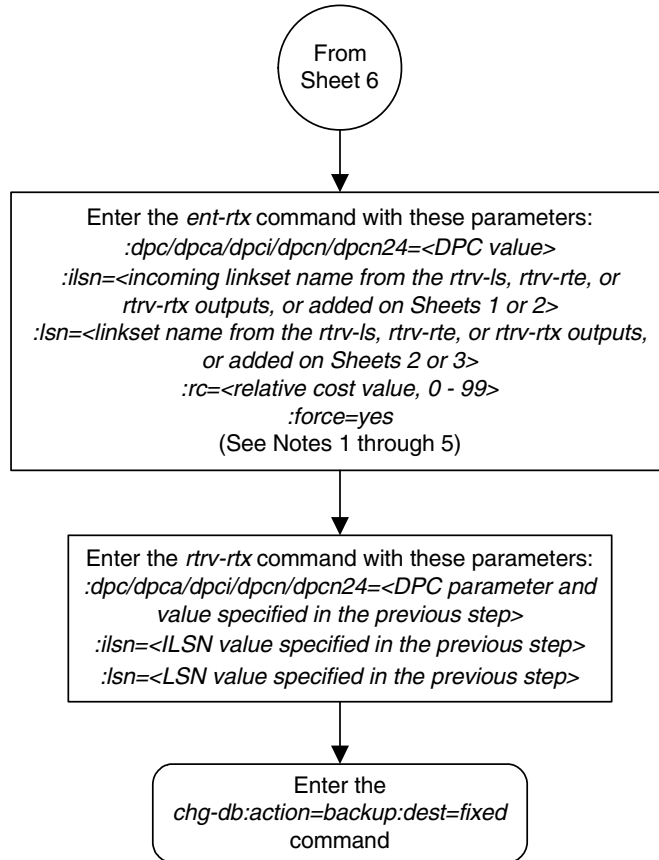 From
Sheet 6
Enter the ent-rtx command with these parameters:
:dpc/dpca/dpci/dpcn/dpcn24=<DPC value>
:ilsn=<incoming linkset name from the rtrv-ls, rtrv-rte, or
rtrv-rtx outputs, or added on Sheets 1 or 2>
:lsn=<linkset name from the rtrv-ls, rtrv-rte, or rtrv-rtx outputs,
or added on Sheets 2 or 3>
:rc=<relative cost value, 0 - 99>
:force=yes
(See Notes 1 through 5)
Enter the rtrv-rtx command with these parameters:
:dpc/dpca/dpci/dpcn/dpcn24=<DPC parameter and
value specified in the previous step>
:ilsn=<ILSN value specified in the previous step>
:lsn=<LSN value specified in the previous step>
Enter the
chg-db:action=backup:dest=fixed
command